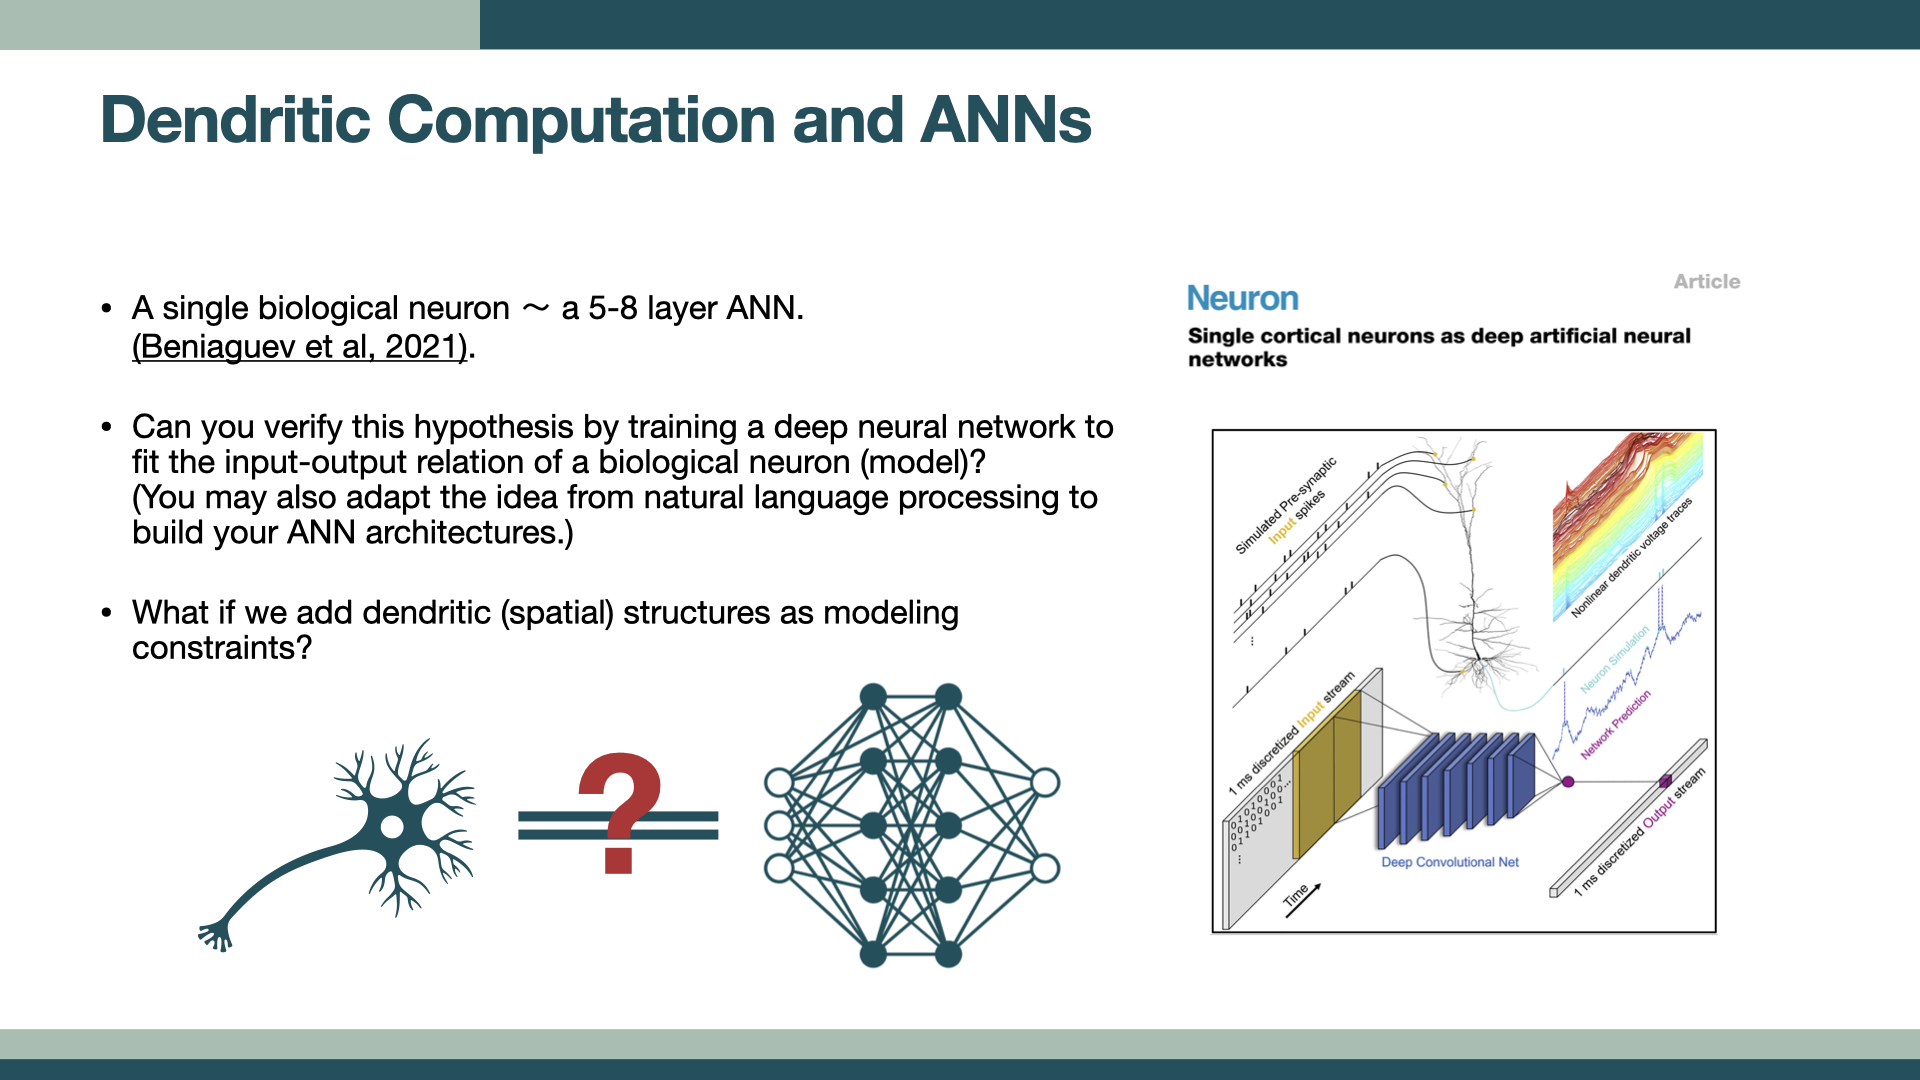 Dendritic Computation and ANNs
• A single biological neuron ～ a 5-8 layer ANN.
(Beniaguev et al, 2021).
• Can you verify this hypothesis by training a deep neural network to
fit the input-output relation of a biological neuron (model)?
(You may also adapt the idea from natural language processing to
build your ANN architectures.)
• What if we add dendritic (spatial) structures as modeling
constraints?
?
Article
Neuron
Single cortical neurons as deep artificial neural
networks
Simulated Pre-synaptic
Input spikes
Nonlinear dendritic voltage traces
Neuron Simulation
Network Prediction
1 ms discretized Input stream
Deep Convolutional Net
Time
1 ms discretized Output stream